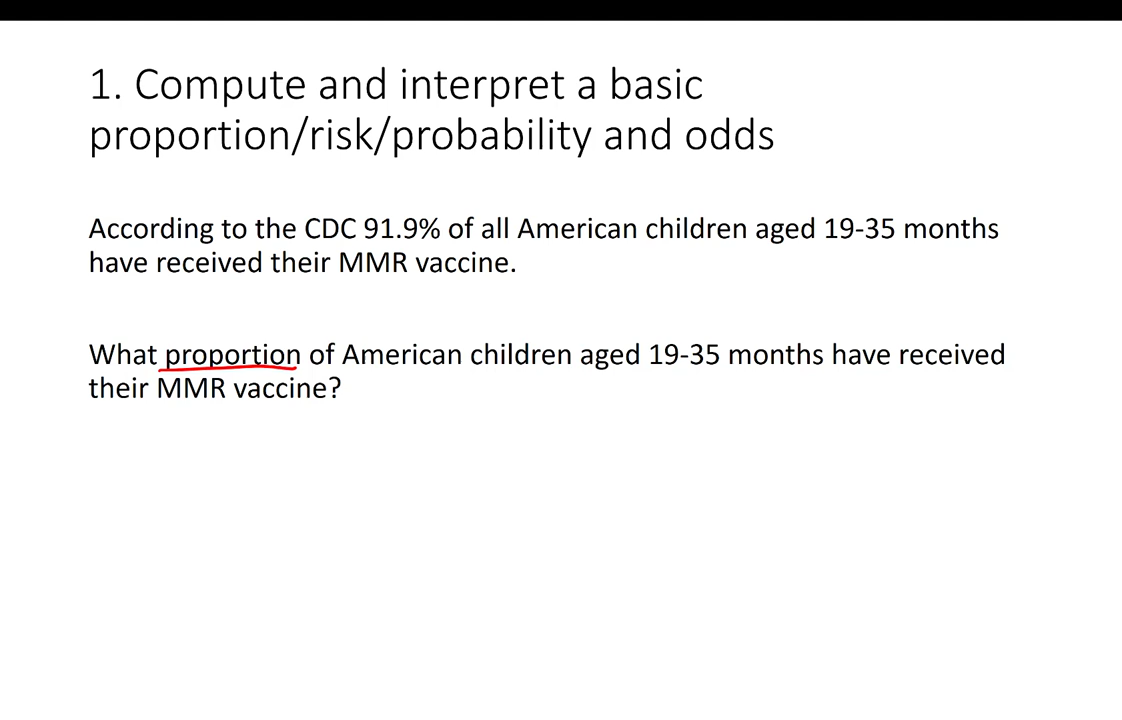 1. Compute and interpret a basic
proportion/risk/probability and odds
According to the CDC 91.9% of all American children aged 19-35 months
have received their MMR vaccine.
What proportion of American children aged 19-35 months have received
their MMR vaccine?